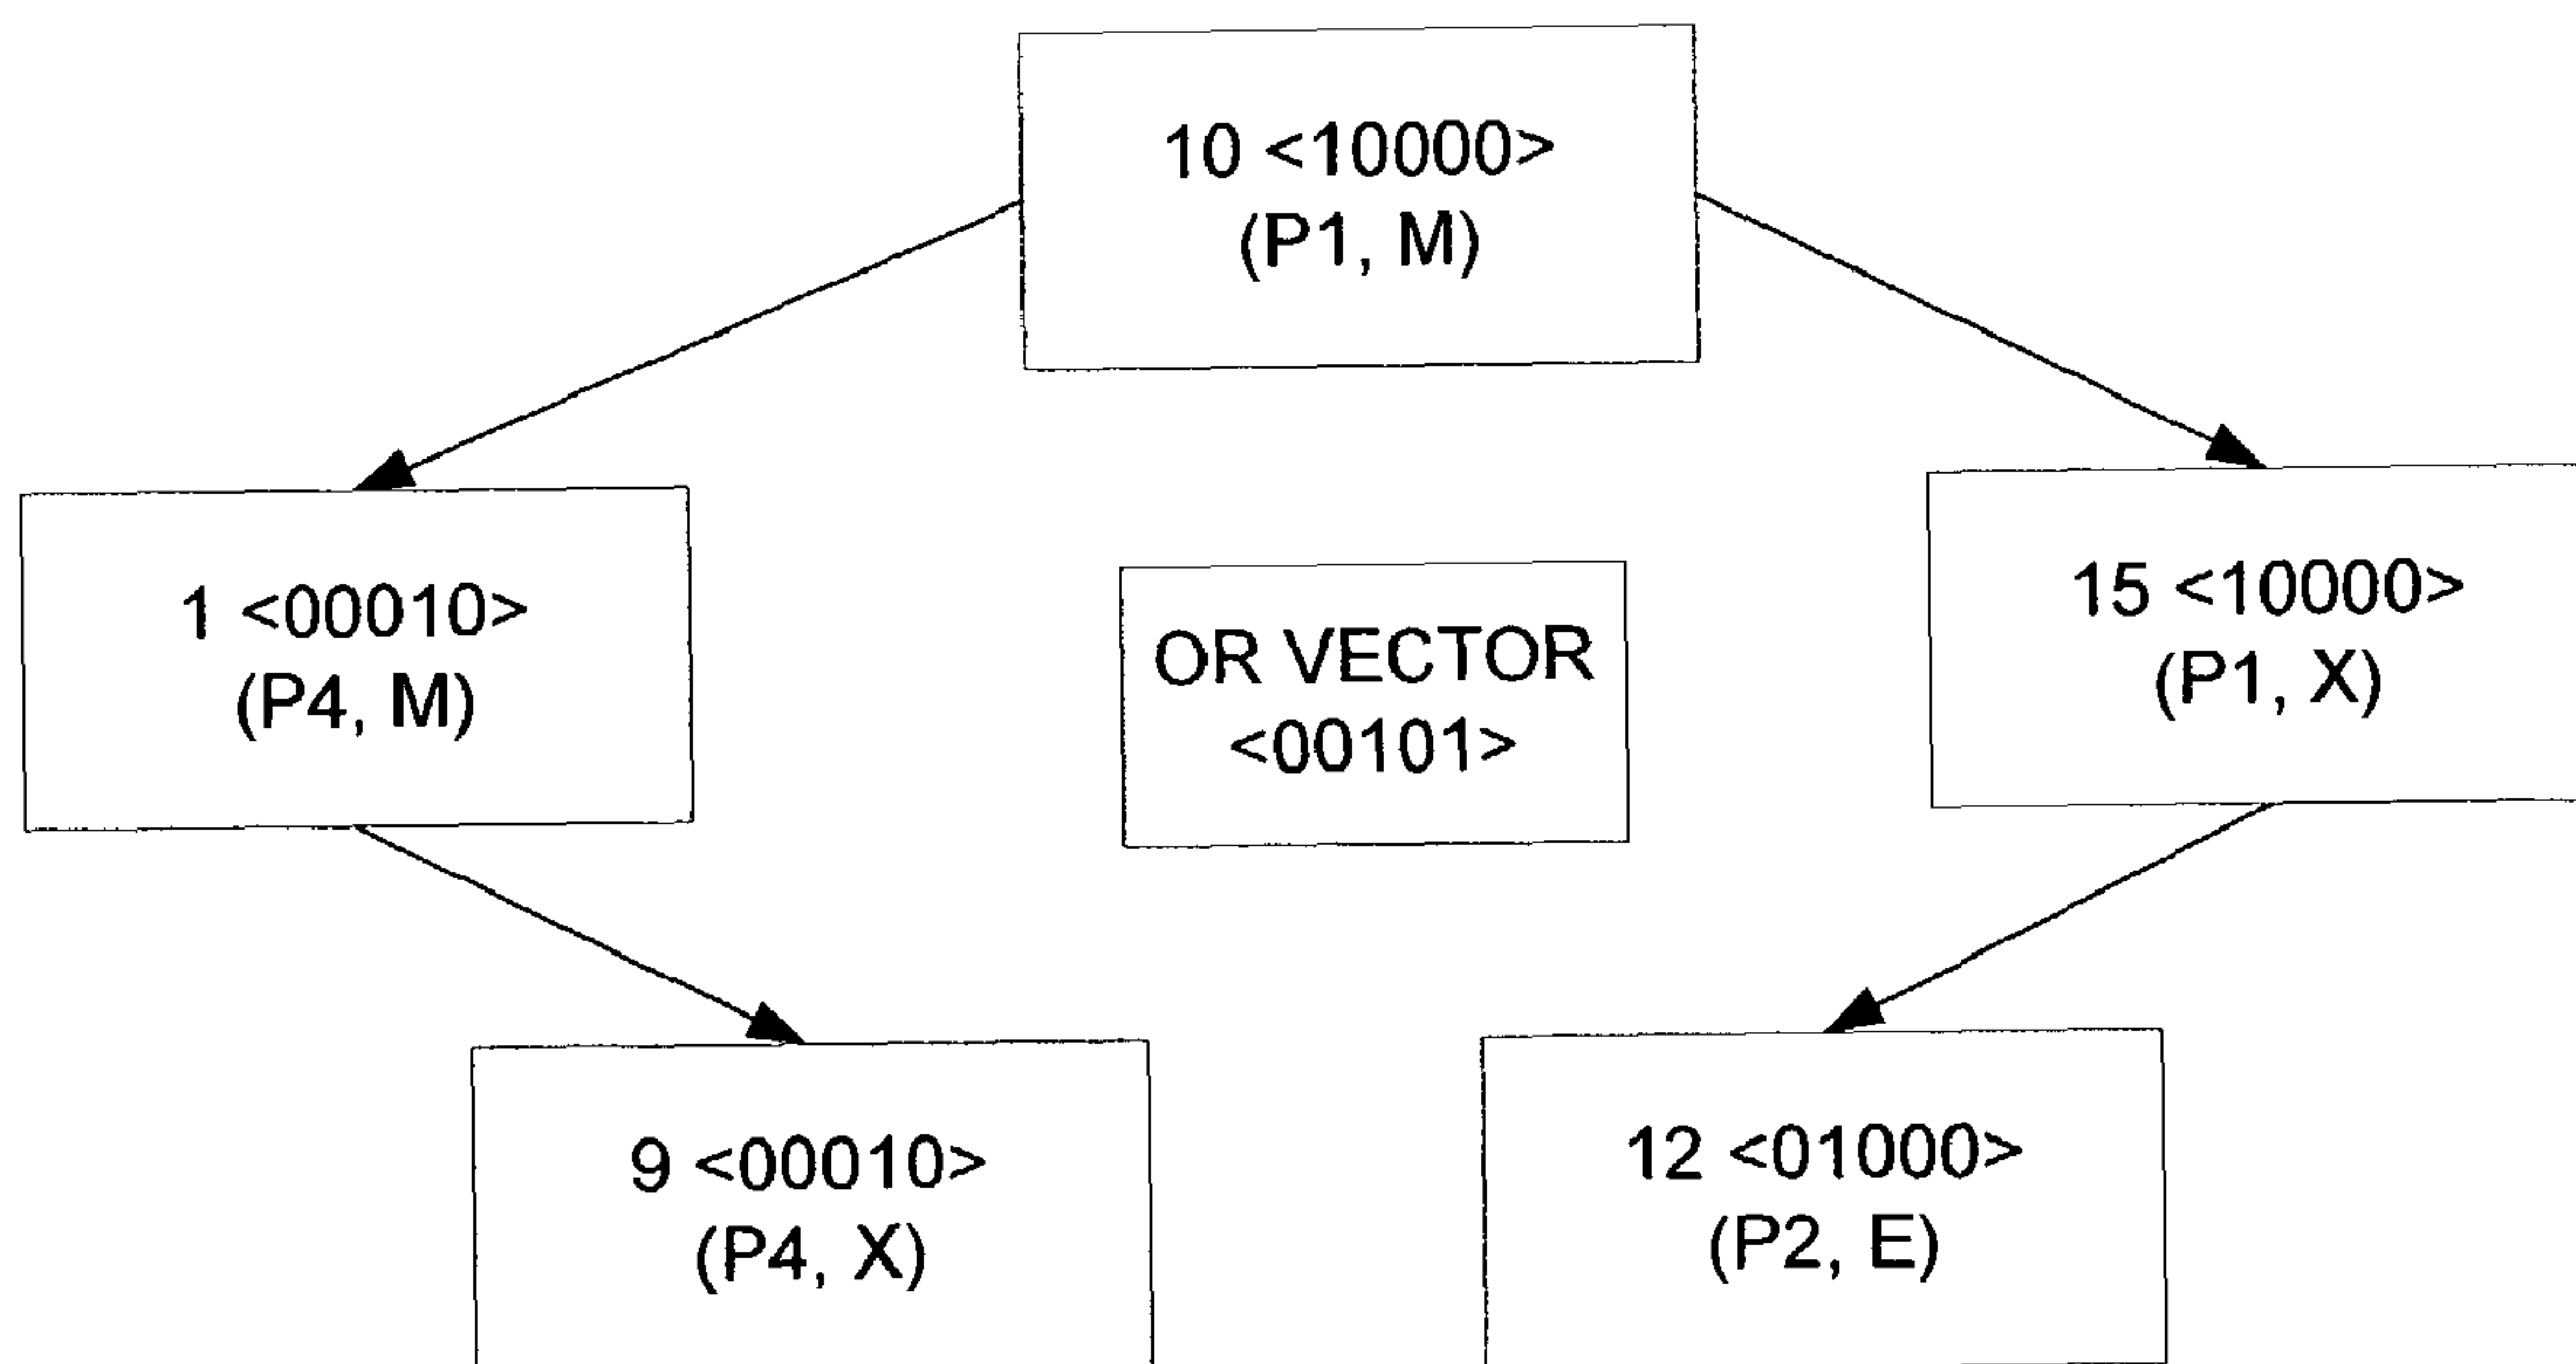 10 <10000>
(P1, M)
1 <00010>
(P4, M)
OR VECTOR
<00101>
15 <10000>
(P1, X)
9 <00010>
(P4, X)
12 <01000>
(P2, E)